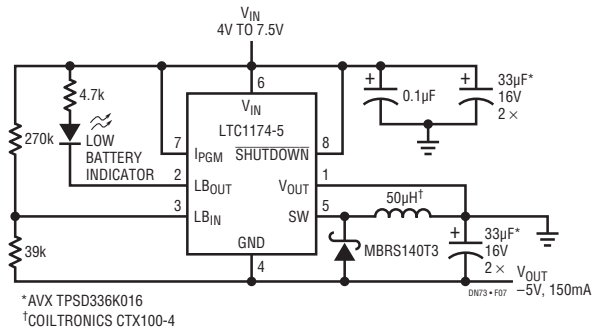 VIN
4V TO 7.5V
4.7k
6
VIN
+
0.1µF
+
33µF*
16V
2 ×
LTC1174-5
270k
LOW
BATTERY
INDICATOR
7
IPGM
SHUTDOWN
8
2
LBOUT
VOUT
1
3
LBIN
SW
5
50µH†
39k
GND
4
MBRS140T3
+
33µF*
16V
2 ×
VOUT
–5V, 150mA
DN73 • F07
*AVX TPSD336K016
†COILTRONICS CTX100-4